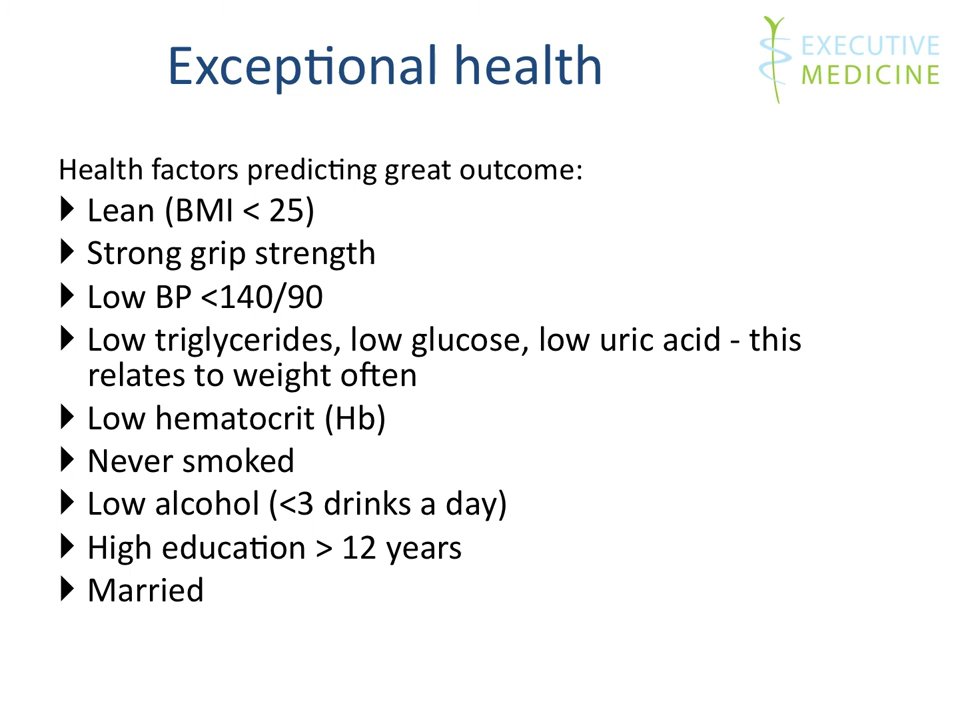 Exceptional health
EXECUTIVE
MEDICINE
Health factors predicting great outcome:
Lean (BMI < 25)
Strong grip strength
Low BP <140/90
Low triglycerides, low glucose, low uric acid - this
relates to weight often
Low hematocrit (Hb)
Never smoked
Low alcohol (<3 drinks a day)
High education > 12 years
Married